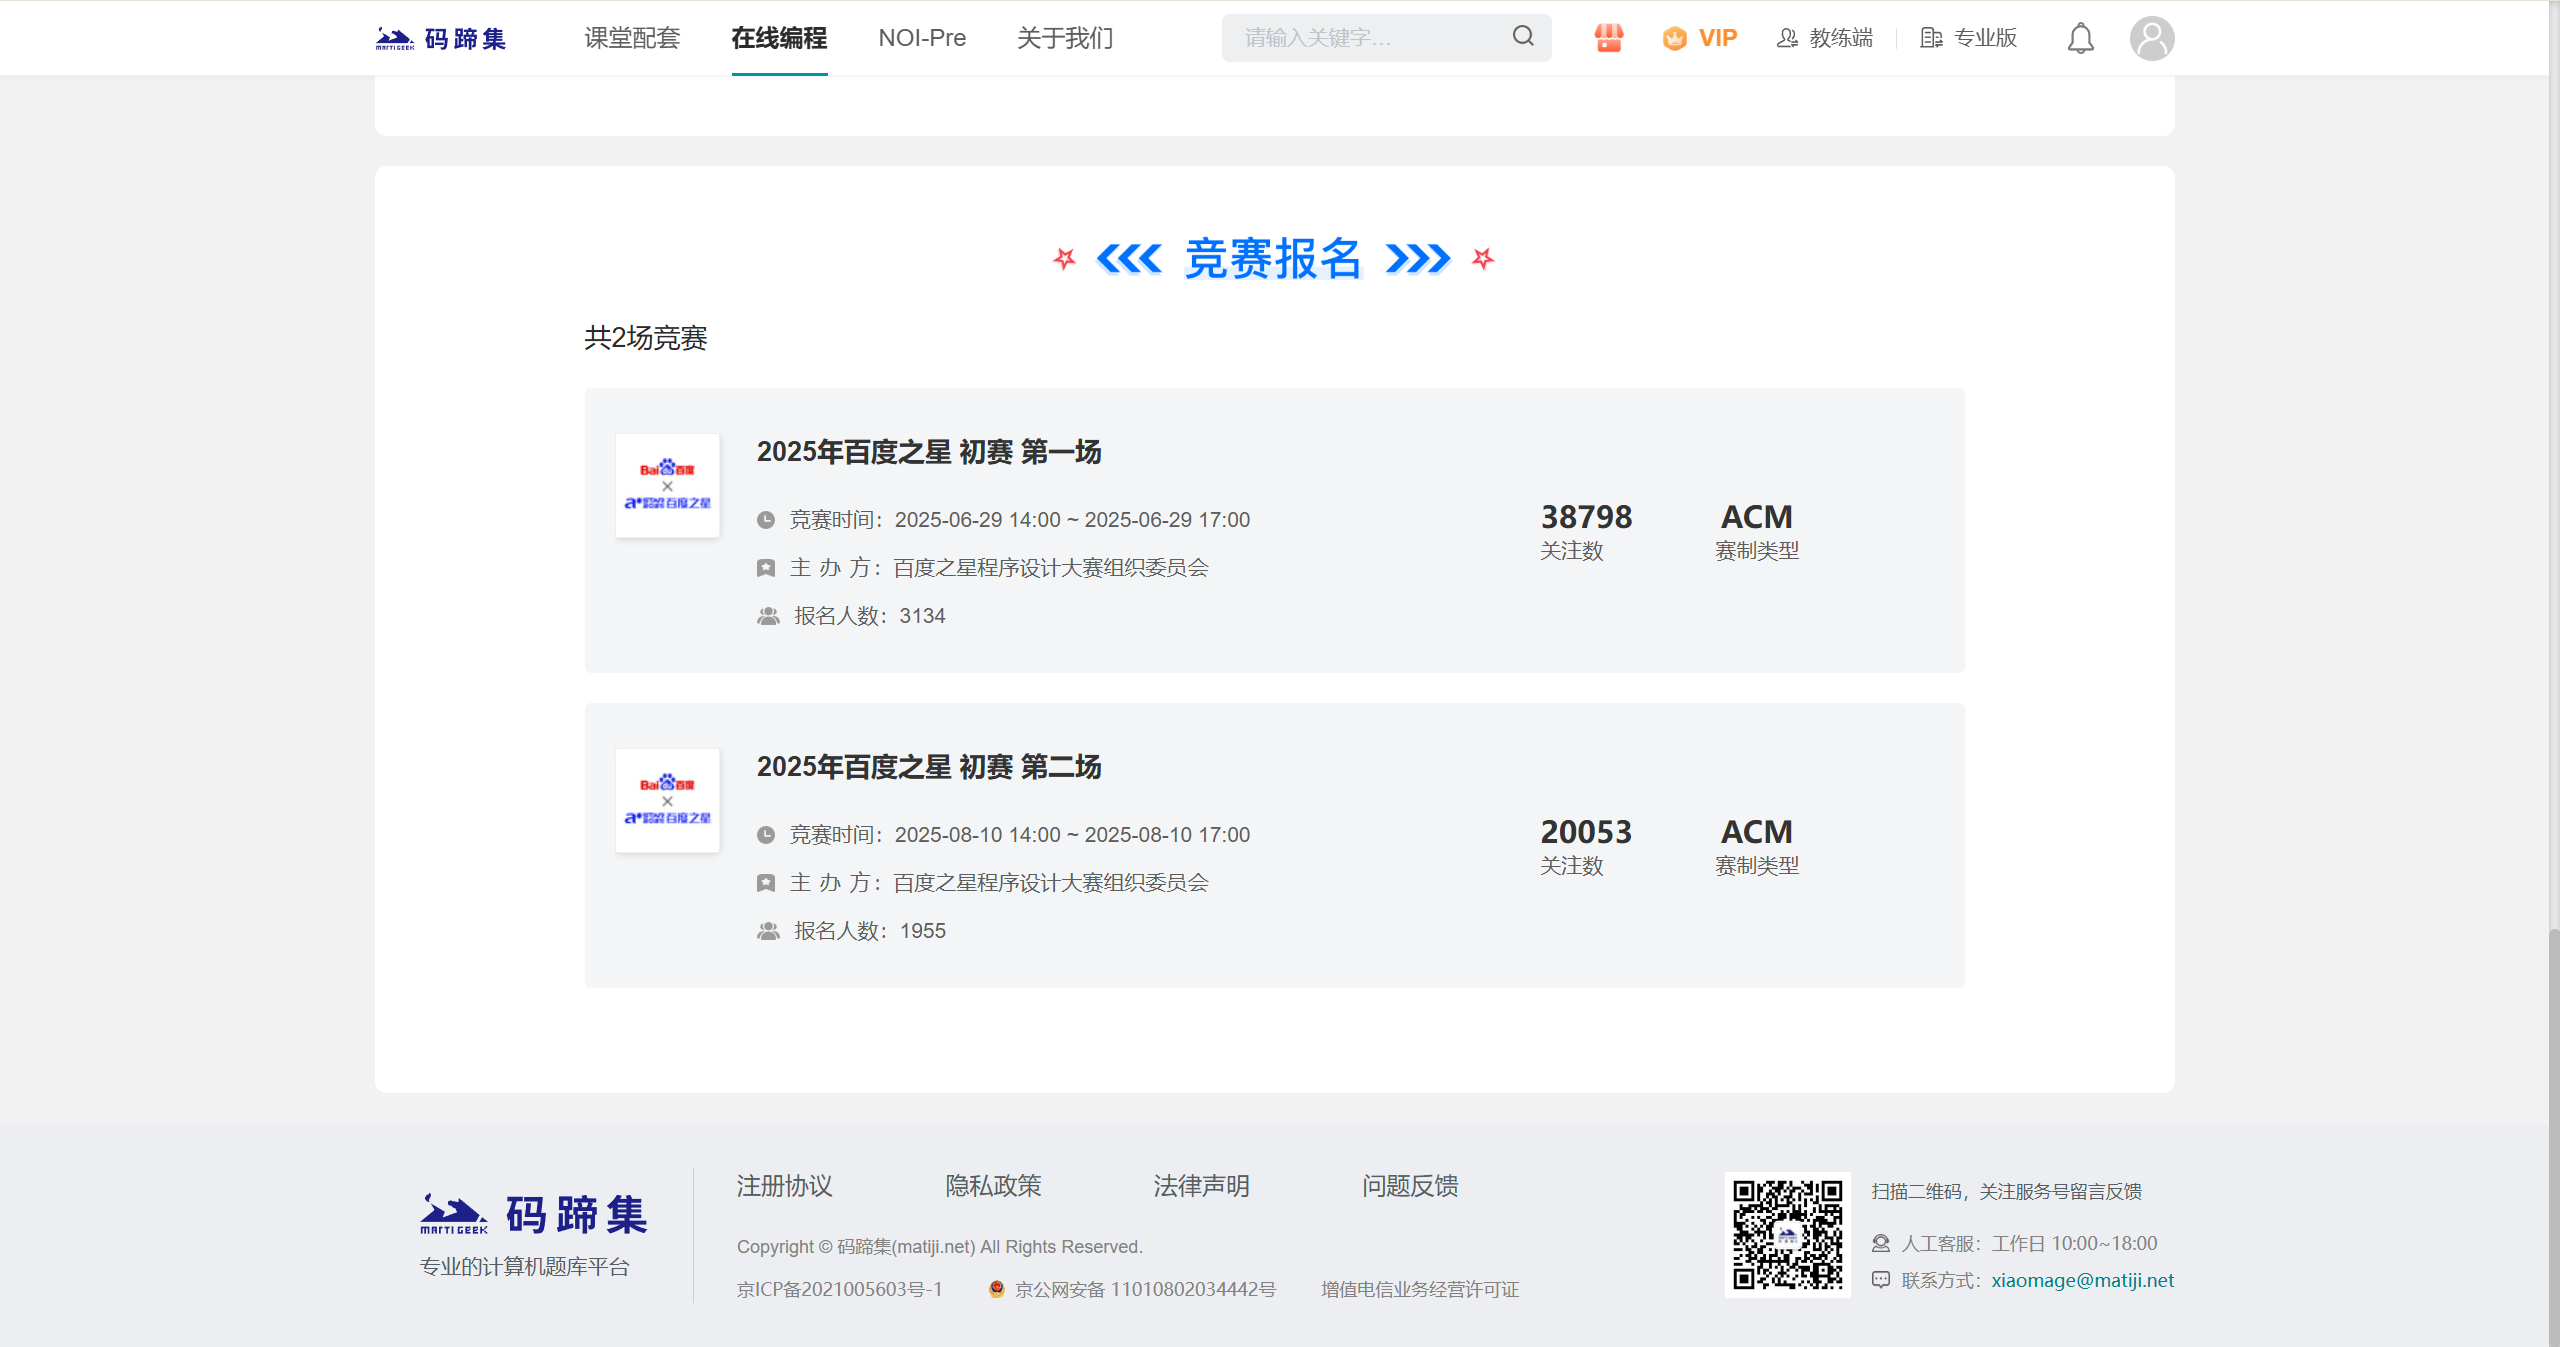 码蹄集 课堂配套 在线编程 NOI-Pre 关于我们 请输入关键字… VIP 教练端 专业版
MATTI GEEK
竞赛报名
共2场竞赛
2025年百度之星 初赛 第一场
Bai百度
×
百度之星
竞赛时间：2025-06-29 14:00 ~ 2025-06-29 17:00
主 办 方：百度之星程序设计大赛组织委员会
报名人数：3134
38798
关注数
ACM
赛制类型
2025年百度之星 初赛 第二场
Bai百度
×
百度之星
竞赛时间：2025-08-10 14:00 ~ 2025-08-10 17:00
主 办 方：百度之星程序设计大赛组织委员会
报名人数：1955
20053
关注数
ACM
赛制类型
码蹄集
MATTI GEEK
专业的计算机题库平台
注册协议 隐私政策 法律声明 问题反馈
Copyright © 码蹄集(matiji.net) All Rights Reserved.
京ICP备2021005603号-1 京公网安备 11010802034442号 增值电信业务经营许可证
扫描二维码，关注服务号留言反馈
人工客服：工作日 10:00~18:00
联系方式：xiaomage@matiji.net